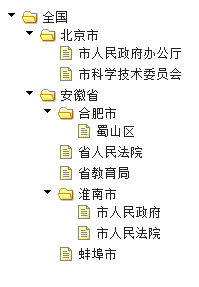 全国
北京市
市人民政府办公厅
市科学技术委员会
安徽省
合肥市
蜀山区
省人民法院
省教育局
淮南市
市人民政府
市人民法院
蚌埠市